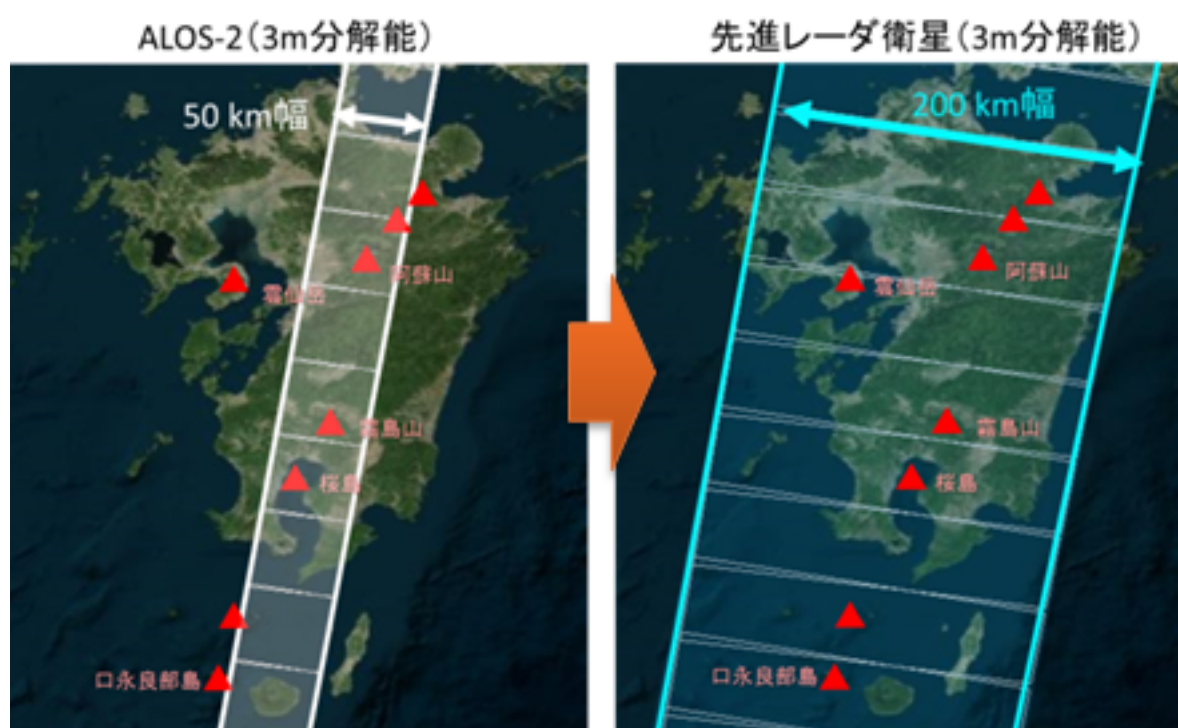 ALOS-2(3m分解能)
50 km幅
阿蘇山
雲仙岳
霧島山
桜島
口永良部島
先進レーダ衛星(3m分解能)
200 km幅
阿蘇山
雲仙岳
霧島山
桜島
口永良部島